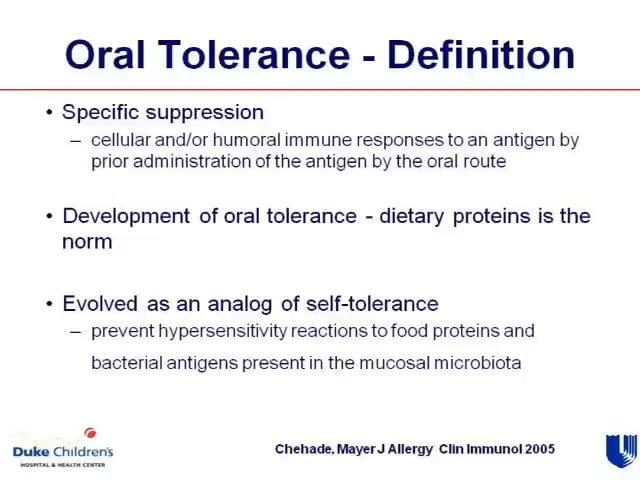 Oral Tolerance - Definition
• Specific suppression
– cellular and/or humoral immune responses to an antigen by
prior administration of the antigen by the oral route
• Development of oral tolerance - dietary proteins is the
norm
• Evolved as an analog of self-tolerance
– prevent hypersensitivity reactions to food proteins and
bacterial antigens present in the mucosal microbiota
Duke Children's
HOSPITAL & HEALTH CENTER
Chehade, Mayer J Allergy Clin Immunol 2005